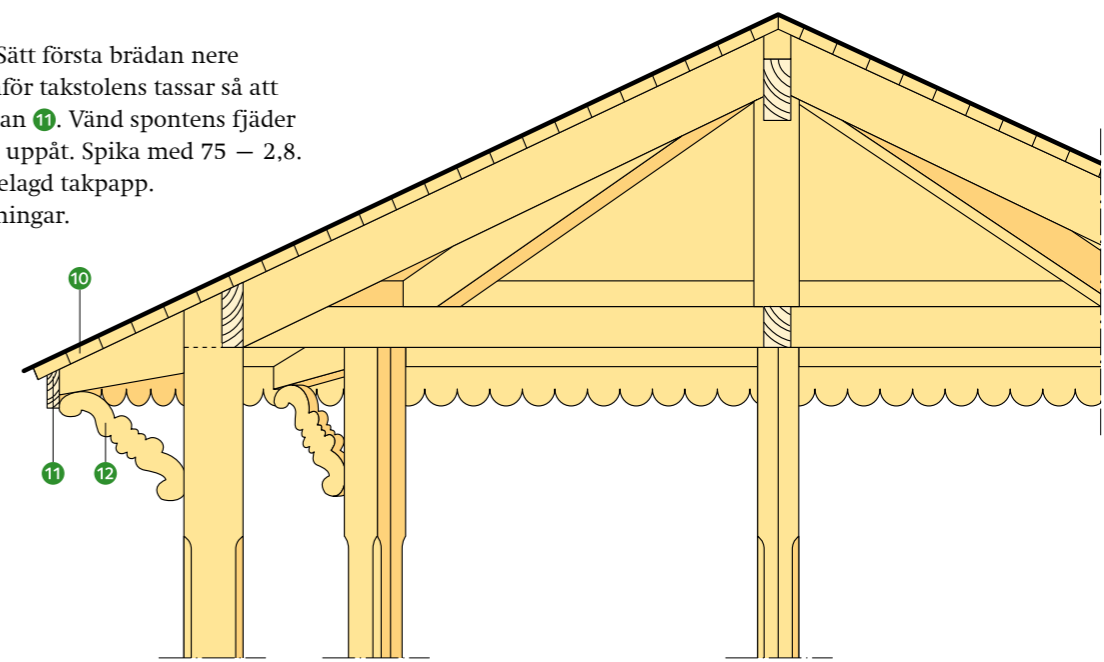 Sätt första brädan nere
för takstolens tassar så att
an 11. Vänd spontens fjäder
uppåt. Spika med 75 – 2,8.
elagd takpapp.
ningar.
10
11
12